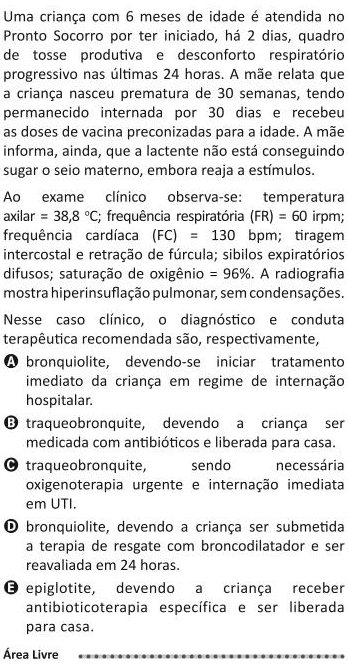 Uma criança com 6 meses de idade é atendida no
Pronto Socorro por ter iniciado, há 2 dias, quadro
de tosse produtiva e desconforto respiratório
progressivo nas últimas 24 horas. A mãe relata que
a criança nasceu prematura de 30 semanas, tendo
permanecido internada por 30 dias e recebeu
as doses de vacina preconizadas para a idade. A mãe
informa, ainda, que a lactente não está conseguindo
sugar o seio materno, embora reaja a estímulos.
Ao exame clínico observa-se: temperatura
axilar = 38,8 ºC; frequência respiratória (FR) = 60 irpm;
frequência cardíaca (FC) = 130 bpm; tiragem
intercostal e retração de fúrcula; sibilos expiratórios
difusos; saturação de oxigênio = 96%. A radiografia
mostra hiperinsuflação pulmonar, sem condensações.
Nesse caso clínico, o diagnóstico e conduta
terapêutica recomendada são, respectivamente,
A bronquiolite, devendo-se iniciar tratamento
imediato da criança em regime de internação
hospitalar.
B traqueobronquite, devendo a criança ser
medicada com antibióticos e liberada para casa.
C traqueobronquite, sendo necessária
oxigenoterapia urgente e internação imediata
em UTI.
D bronquiolite, devendo a criança ser submetida
a terapia de resgate com broncodilatador e ser
reavaliada em 24 horas.
E epiglotite, devendo a criança receber
antibioticoterapia específica e ser liberada
para casa.
Área Livre